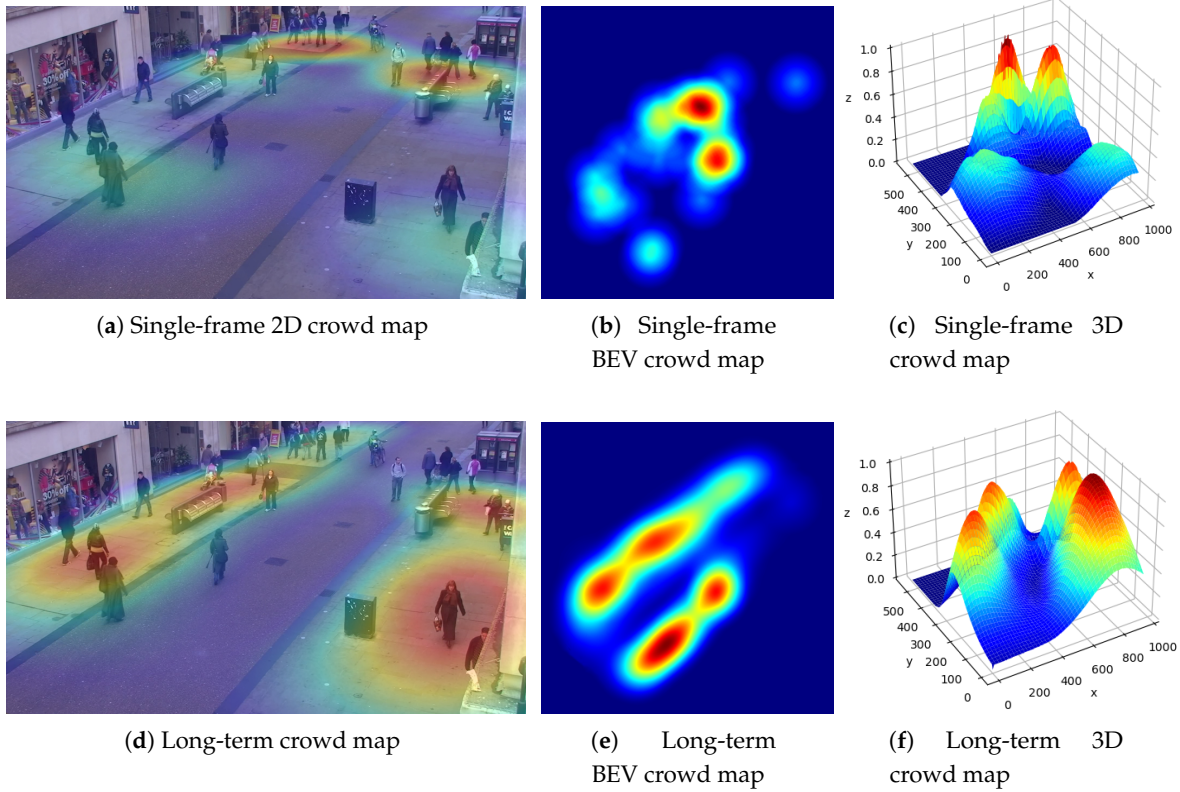 30% off
1.0
0.8
0.6
0.4
0.2
0.0
z
500
400
300
200
100
0
y
0
200
400
600
800
1000
x
(a) Single-frame 2D crowd map
(b) Single-frame
BEV crowd map
(c) Single-frame 3D
crowd map
30% off
1.0
0.8
0.6
0.4
0.2
0.0
z
500
400
300
200
100
0
y
0
200
400
600
800
1000
x
(d) Long-term crowd map
(e) Long-term
BEV crowd map
(f) Long-term 3D
crowd map